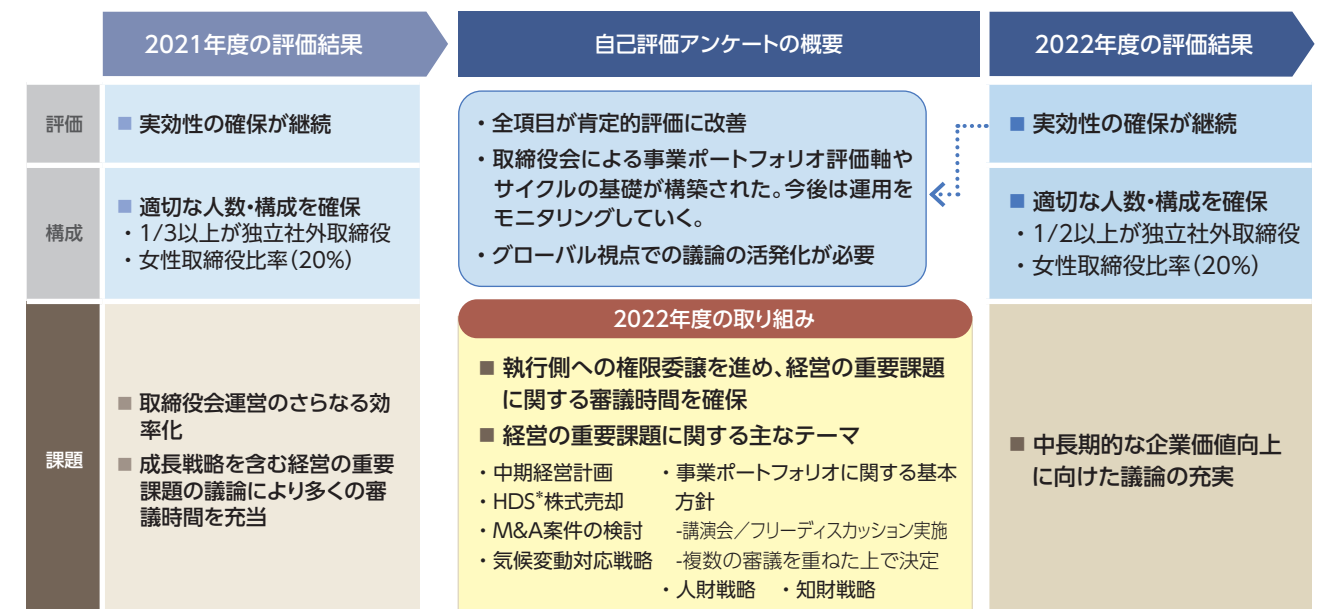 2021年度の評価結果
自己評価アンケートの概要
2022年度の評価結果
評価
■ 実効性の確保が継続
・全項目が肯定的評価に改善
・取締役会による事業ポートフォリオ評価軸や
サイクルの基礎が構築された。今後は運用を
モニタリングしていく。
・グローバル視点での議論の活発化が必要
■ 実効性の確保が継続
構成
■ 適切な人数・構成を確保
・1/3以上が独立社外取締役
・女性取締役比率(20%)
■ 適切な人数・構成を確保
・1/2以上が独立社外取締役
・女性取締役比率(20%)
課題
■ 取締役会運営のさらなる効
率化
■ 成長戦略を含む経営の重要
課題の議論により多くの審
議時間を充当
2022年度の取り組み
■ 執行側への権限委譲を進め、経営の重要課題
に関する審議時間を確保
■ 経営の重要課題に関する主なテーマ
・中期経営計画
・HDS*株式売却
・M&A案件の検討
・気候変動対応戦略
・事業ポートフォリオに関する基本
方針
-講演会／フリーディスカッション実施
-複数の審議を重ねた上で決定
・人財戦略 ・知財戦略
■ 中長期的な企業価値向上
に向けた議論の充実